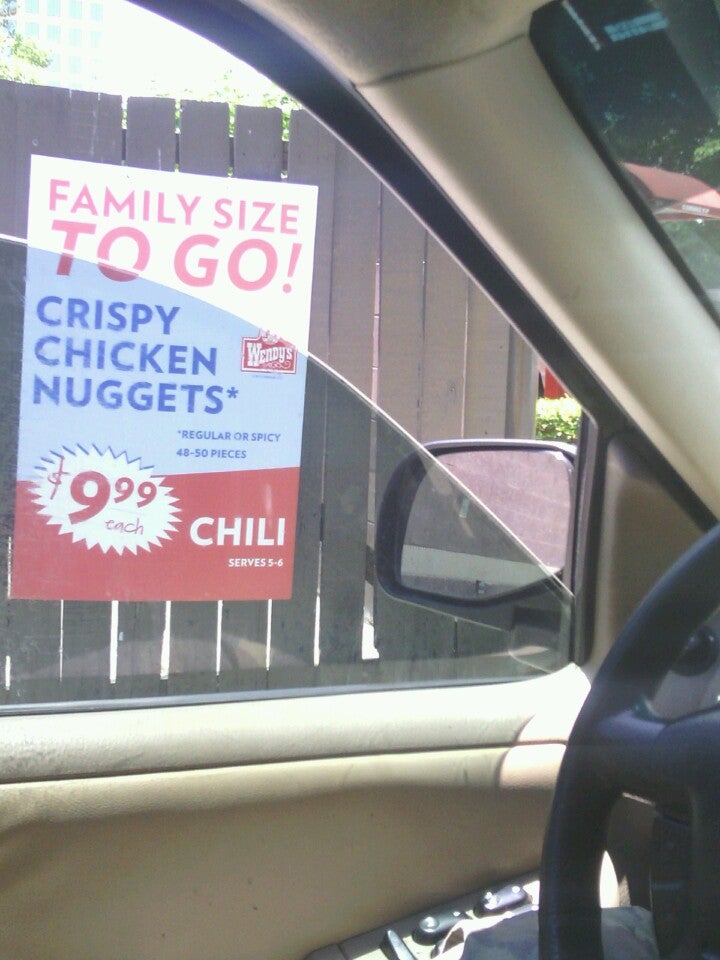 FAMILY SIZE
TO GO!
CRISPY
CHICKEN
NUGGETS*
WENDY'S
*REGULAR OR SPICY
48-50 PIECES
$9.99
each
CHILI
SERVES 5-6